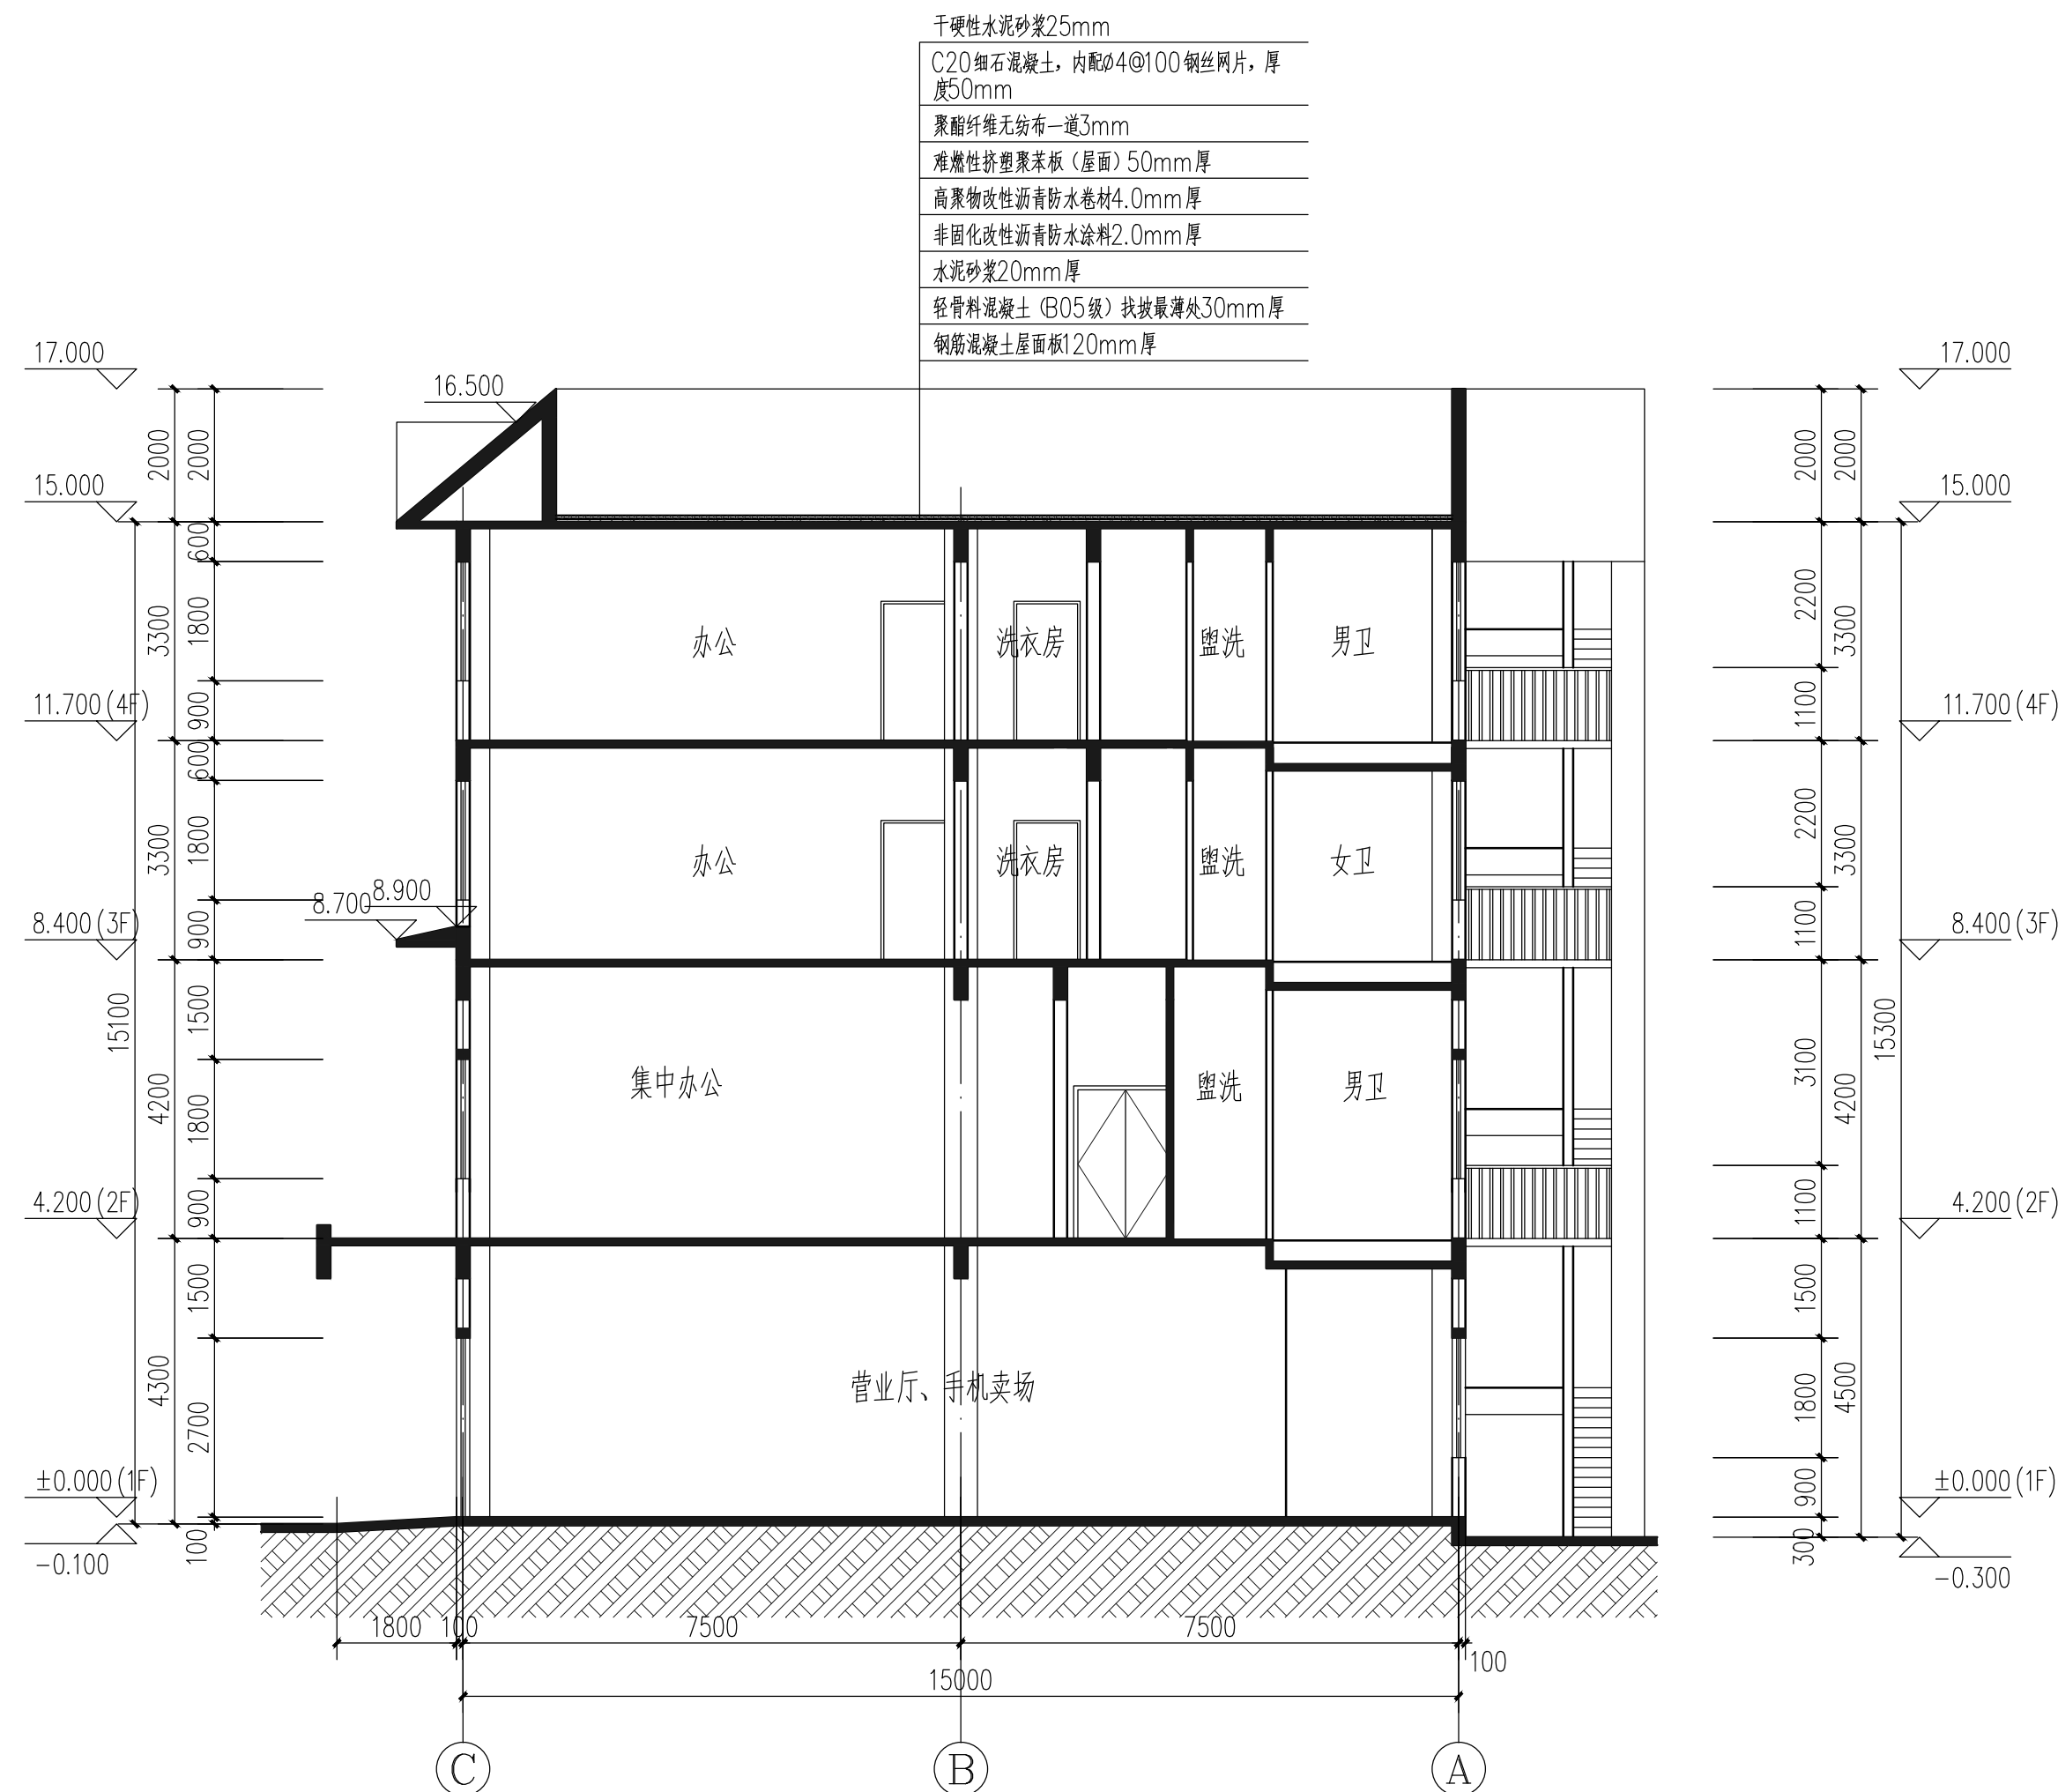 干硬性水泥砂浆25mm
C20细石混凝土，内配Ø4@100钢丝网片，厚
度50mm
聚酯纤维无纺布一道3mm
难燃性挤塑聚苯板（屋面）50mm厚
高聚物改性沥青防水卷材4.0mm厚
非固化改性沥青防水涂料2.0mm厚
水泥砂浆20mm厚
轻骨料混凝土（B05级）找坡最薄处30mm厚
钢筋混凝土屋面板120mm厚
17.000
17.000
16.500
2000
2000
2000
2000
15.000
15.000
600
3300
1800
900
办公
洗衣房
盥洗
男卫
2200
3300
1100
11.700(4F)
11.700(4F)
600
3300
1800
900
办公
洗衣房
盥洗
女卫
2200
3300
1100
8.900
8.700
8.400(3F)
8.400(3F)
15100
1500
4200
1800
900
集中办公
盥洗
男卫
3100
4200
1100
15300
4.200(2F)
4.200(2F)
1500
4300
2700
营业厅、手机卖场
1500
1800
4500
900
±0.000(1F)
±0.000(1F)
100
-0.100
300
-0.300
1800
100
7500
7500
100
15000
C
B
A